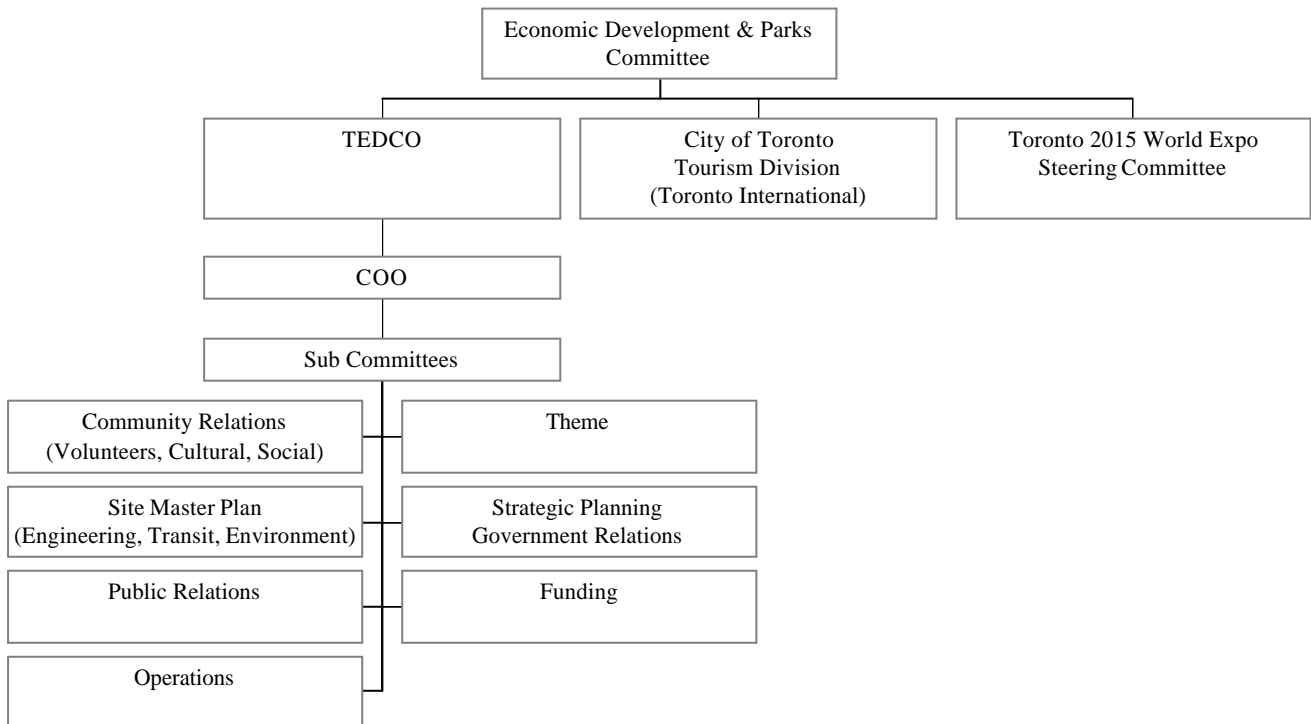 Economic Development & Parks
Committee
TEDCO
City of Toronto
Tourism Division
(Toronto International)
Toronto 2015 World Expo
Steering Committee
COO
Sub Committees
Community Relations
(Volunteers, Cultural, Social)
Theme
Site Master Plan
(Engineering, Transit, Environment)
Strategic Planning
Government Relations
Public Relations
Funding
Operations